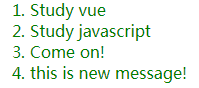 1. Study vue
2. Study javascript
3. Come on!
4. this is new message!